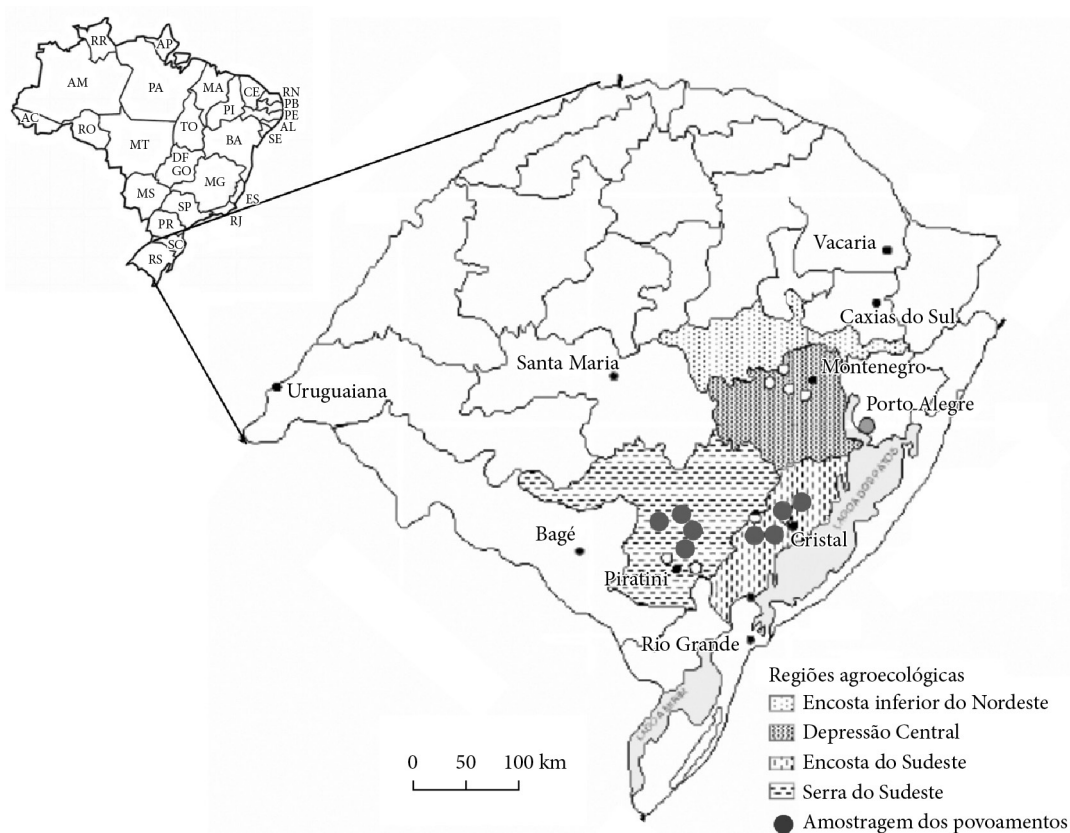 RR
AP
AM
PA
MA
CE
RN
PB
PE
AL
SE
PI
AC
RO
TO
BA
MT
DF
GO
MG
MS
ES
SP
RJ
PR
SC
RS
Vacaria
Caxias do Sul
Santa Maria
Montenegro
Uruguaiana
Porto Alegre
LAGOA DOS PATOS
Bagé
Cristal
Piratini
Rio Grande
Regiões agroecológicas
Encosta inferior do Nordeste
Depressão Central
Encosta do Sudeste
Serra do Sudeste
Amostragem dos povoamentos
0 50 100 km